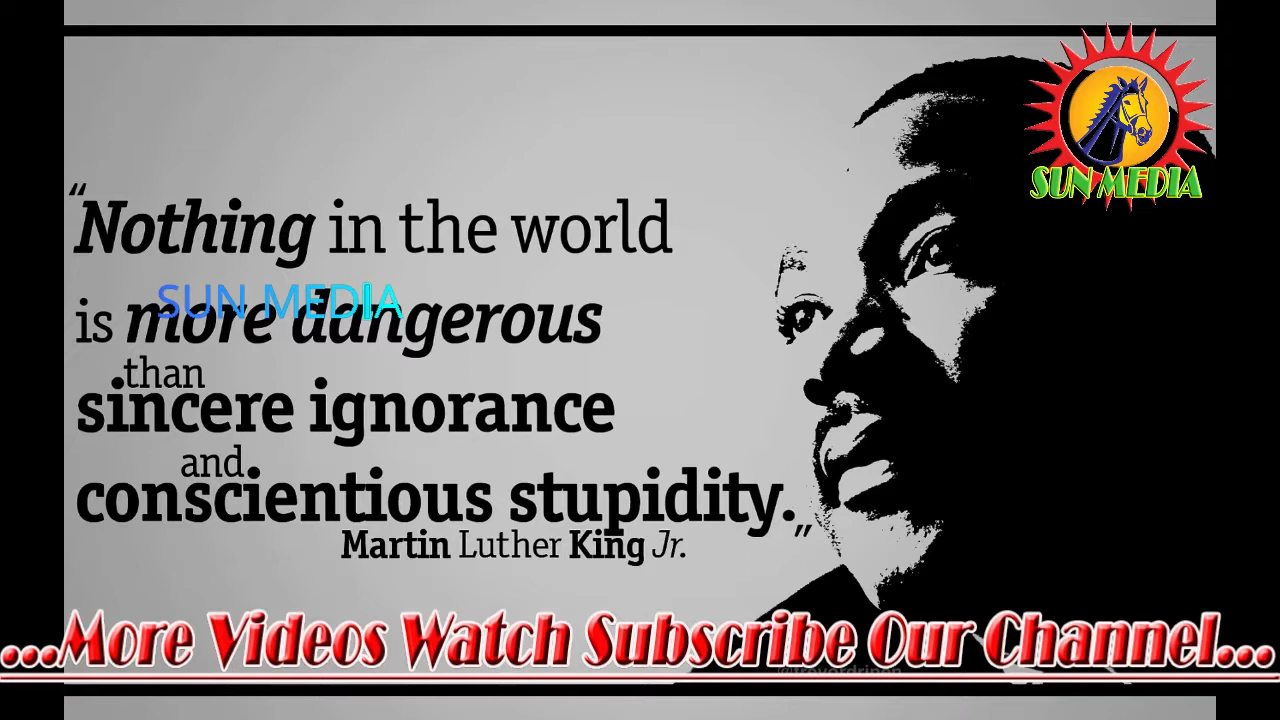 SUN MEDIA
“Nothing in the world
SUN MEDIA
is more dangerous
than
sincere ignorance
and
conscientious stupidity.”
Martin Luther King Jr.
...More Videos Watch Subscribe Our Channel...